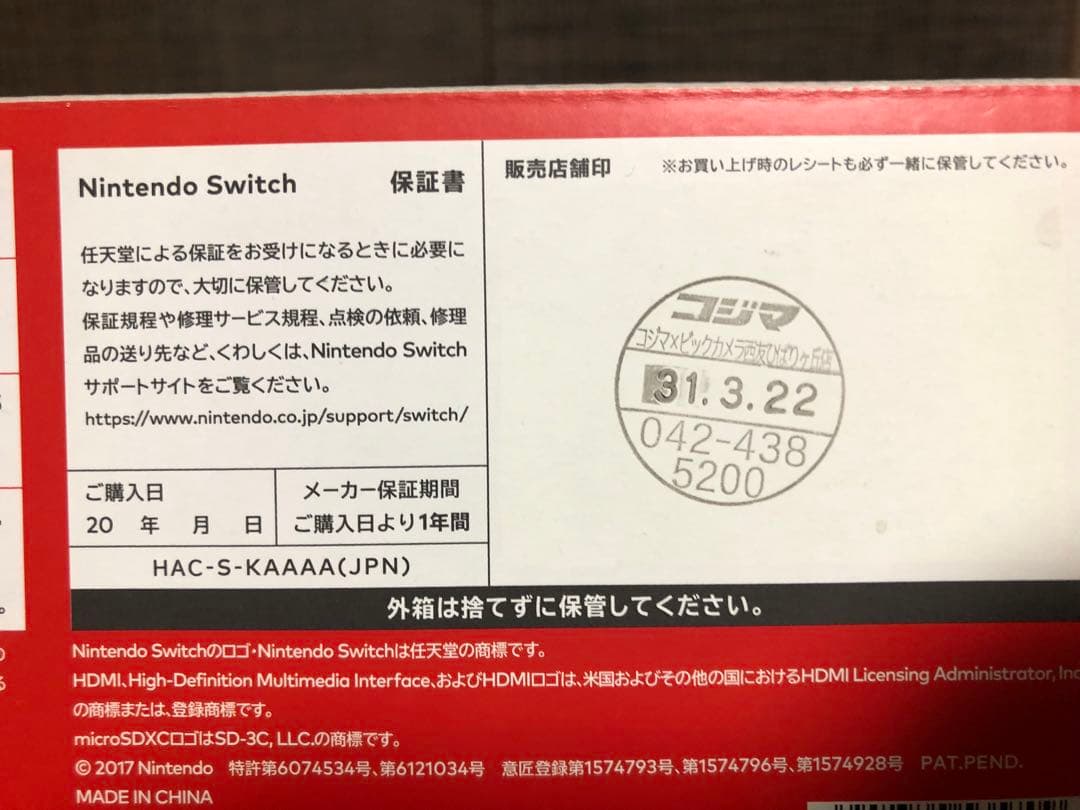 Nintendo Switch 保証書
任天堂による保証をお受けになるときに必要に
なりますので、大切に保管してください。
保証規程や修理サービス規程、点検の依頼、修理
品の送り先など、くわしくは、Nintendo Switch
サポートサイトをご覧ください。
https://www.nintendo.co.jp/support/switch/
ご購入日
20 年 月 日
メーカー保証期間
ご購入日より1年間
HAC-S-KAAAA(JPN)
販売店舗印 ※お買い上げ時のレシートも必ず一緒に保管してください。
コジマ
コジマ×ビックカメラ西友ひばりヶ丘店
31.3.22
042-438
5200
外箱は捨てずに保管してください。
Nintendo Switchのロゴ・Nintendo Switchは任天堂の商標です。
HDMI、High-Definition Multimedia Interface、およびHDMIロゴは、米国およびその他の国におけるHDMI Licensing Administrator, Inc
の商標または、登録商標です。
microSDXCロゴはSD-3C, LLC.の商標です。
© 2017 Nintendo 特許第6074534号、第6121034号 意匠登録第1574793号、第1574796号、第1574928号 PAT.PEND.
MADE IN CHINA